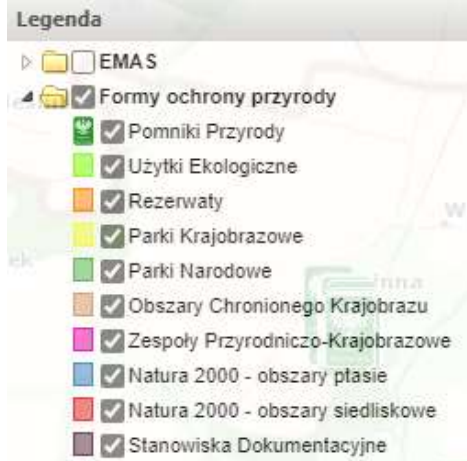 Legenda
EMAS
Formy ochrony przyrody
Pomniki Przyrody
Użytki Ekologiczne
Rezerwaty
Parki Krajobrazowe
Parki Narodowe
Obszary Chronionego Krajobrazu
Zespoły Przyrodniczo-Krajobrazowe
Natura 2000 - obszary ptasie
Natura 2000 - obszary siedliskowe
Stanowiska Dokumentacyjne